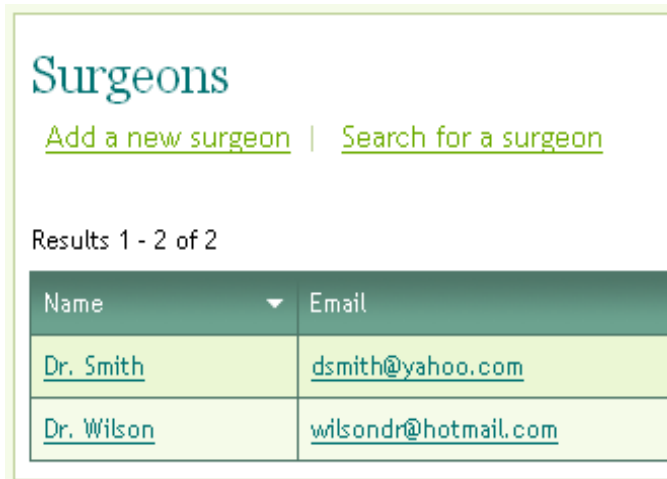 Surgeons
Add a new surgeon | Search for a surgeon
Results 1 - 2 of 2
Name Email
Dr. Smith dsmith@yahoo.com
Dr. Wilson wilsondr@hotmail.com